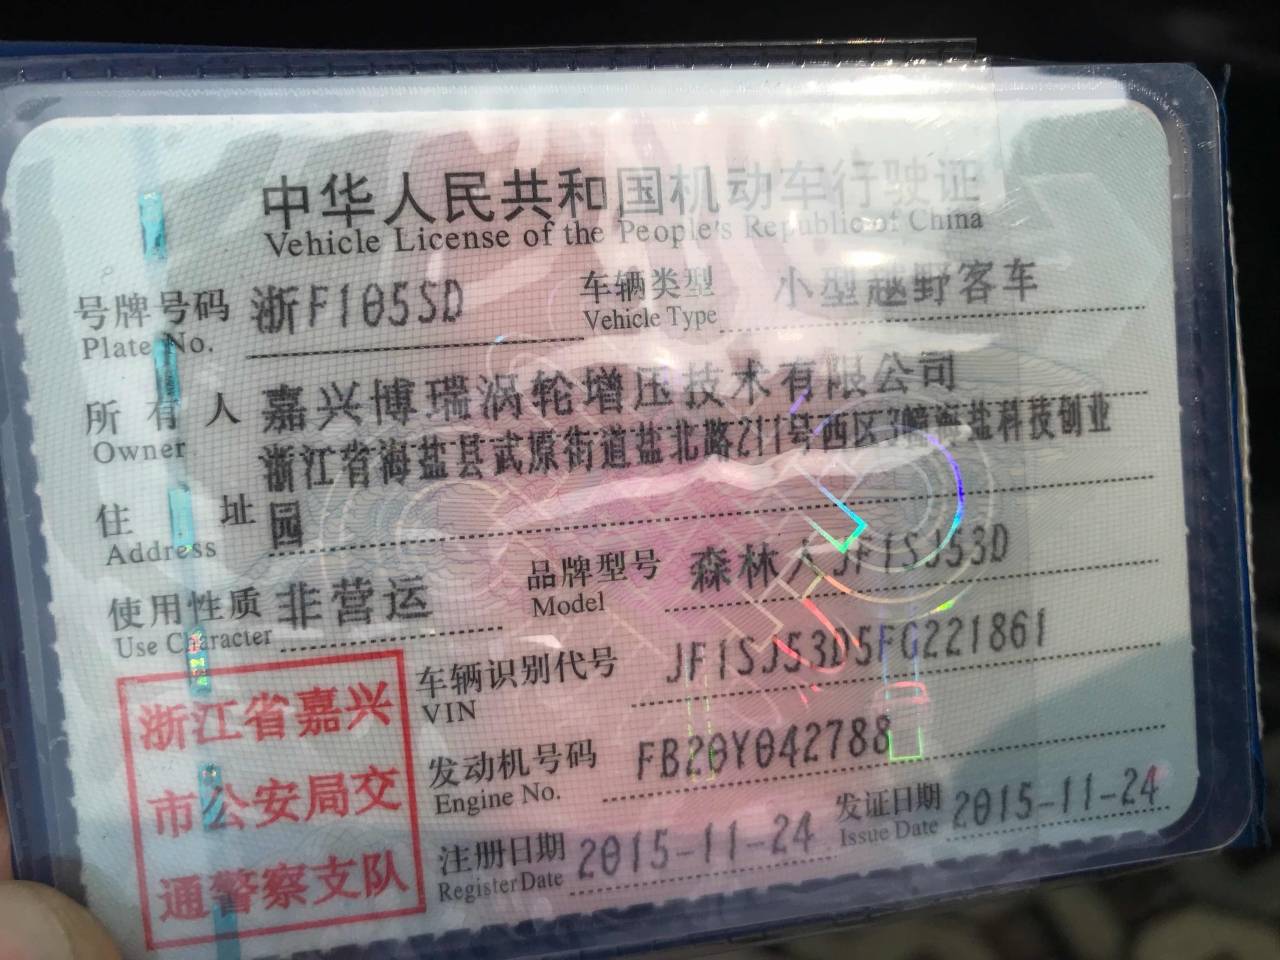 中华人民共和国机动车行驶证
Vehicle License of the People's Republic of China
号牌号码 浙F105SD 车辆类型 小型越野客车
Plate No. Vehicle Type
所有人 嘉兴博瑞涡轮增压技术有限公司
Owner
浙江省海盐县武原街道盐北路211号西区3幢海盐科技创业
住址 园
Address
使用性质 非营运 品牌型号 森林人JF1SJ53D
Use Character Model
车辆识别代号 JF1SJ53D5FG221861
VIN
发动机号码 FB20Y042788
Engine No.
注册日期 2015-11-24 发证日期 2015-11-24
Register Date Issue Date
浙江省嘉兴
市公安局交
通警察支队